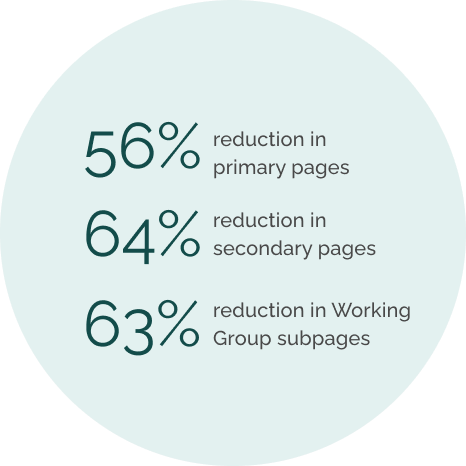 56% reduction in
primary pages
64% reduction in
secondary pages
63% reduction in Working
Group subpages